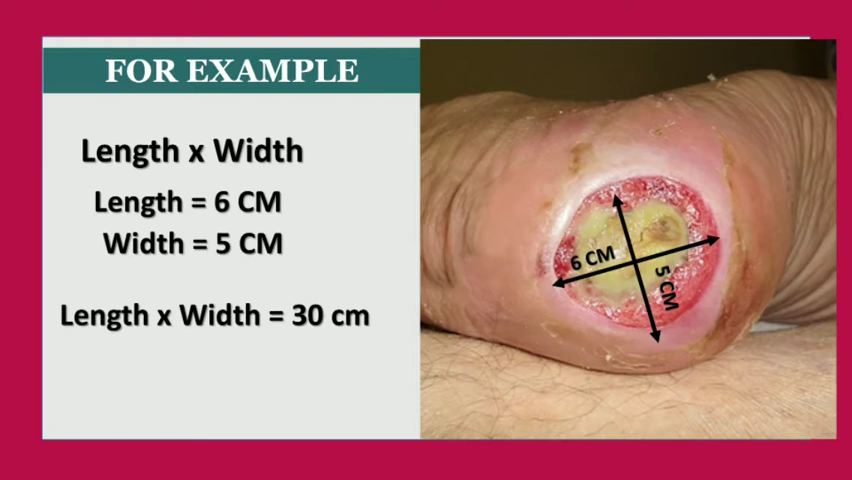 FOR EXAMPLE
Length x Width
Length = 6 CM
Width = 5 CM
Length x Width = 30 cm
6 CM
5 CM